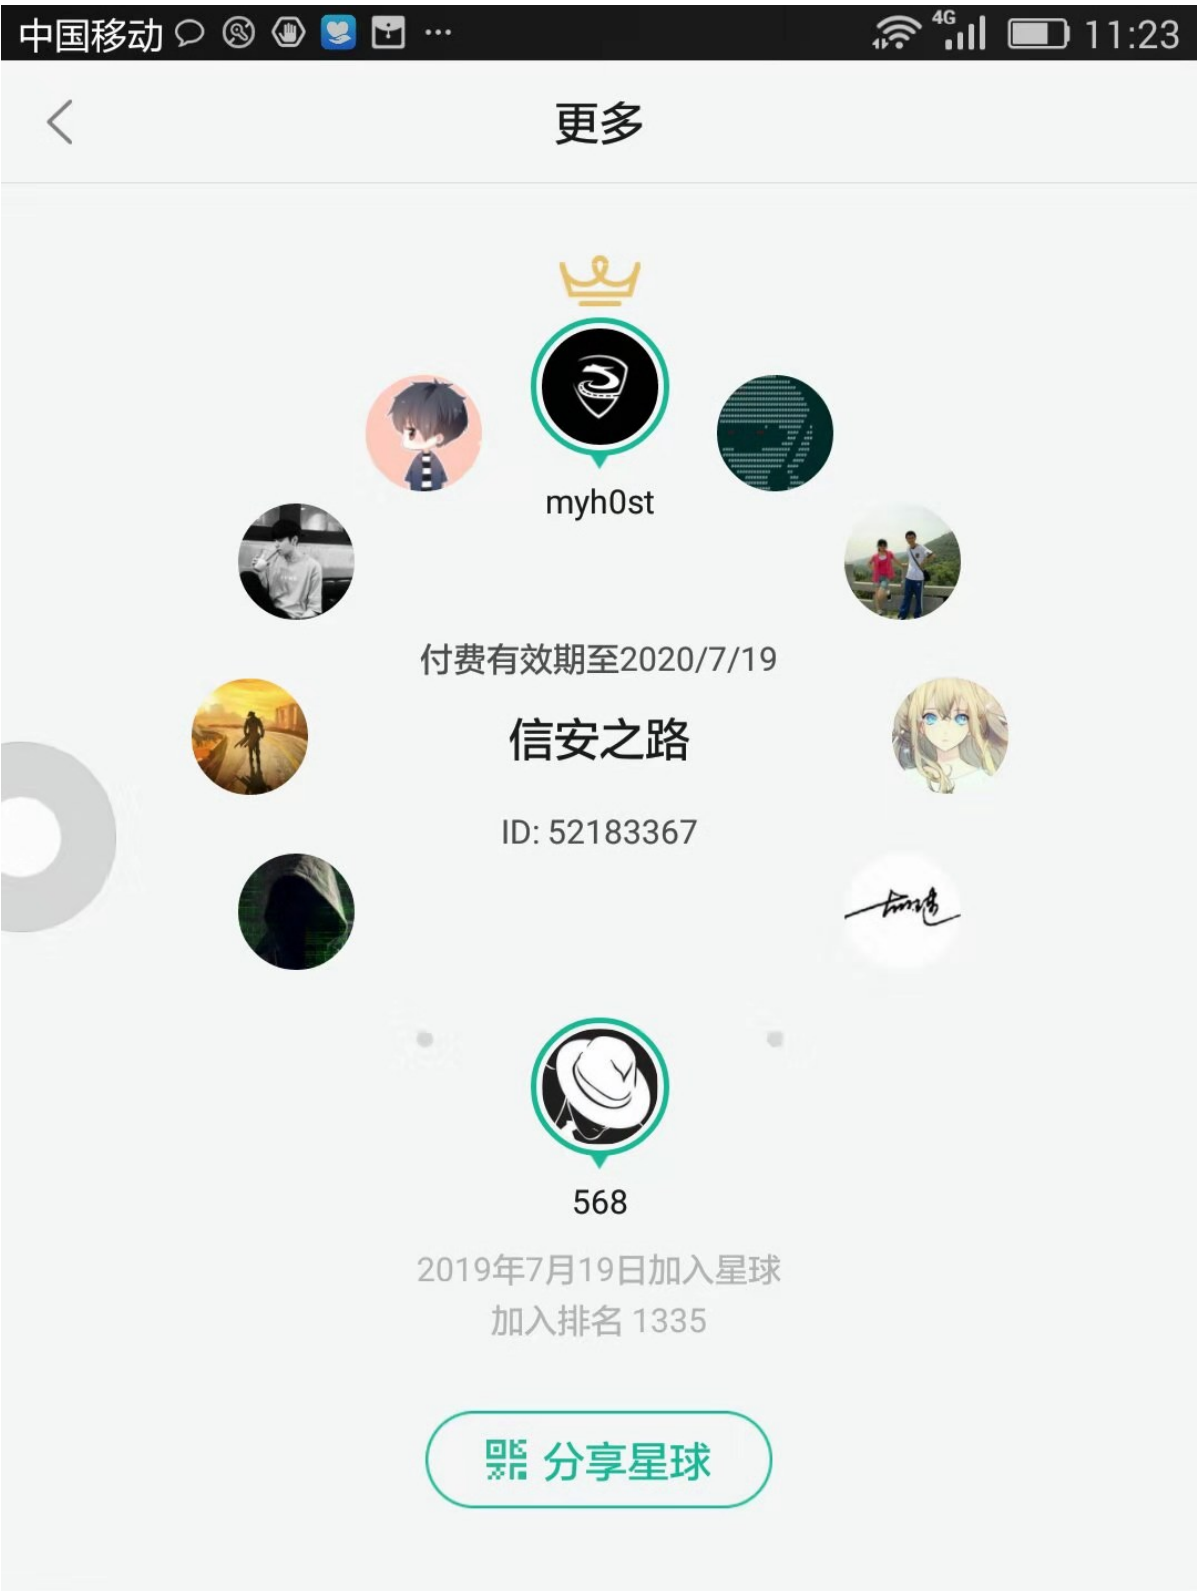 中国移动 4G 11:23
更多
myh0st
付费有效期至2020/7/19
信安之路
ID: 52183367
568
2019年7月19日加入星球
加入排名 1335
分享星球